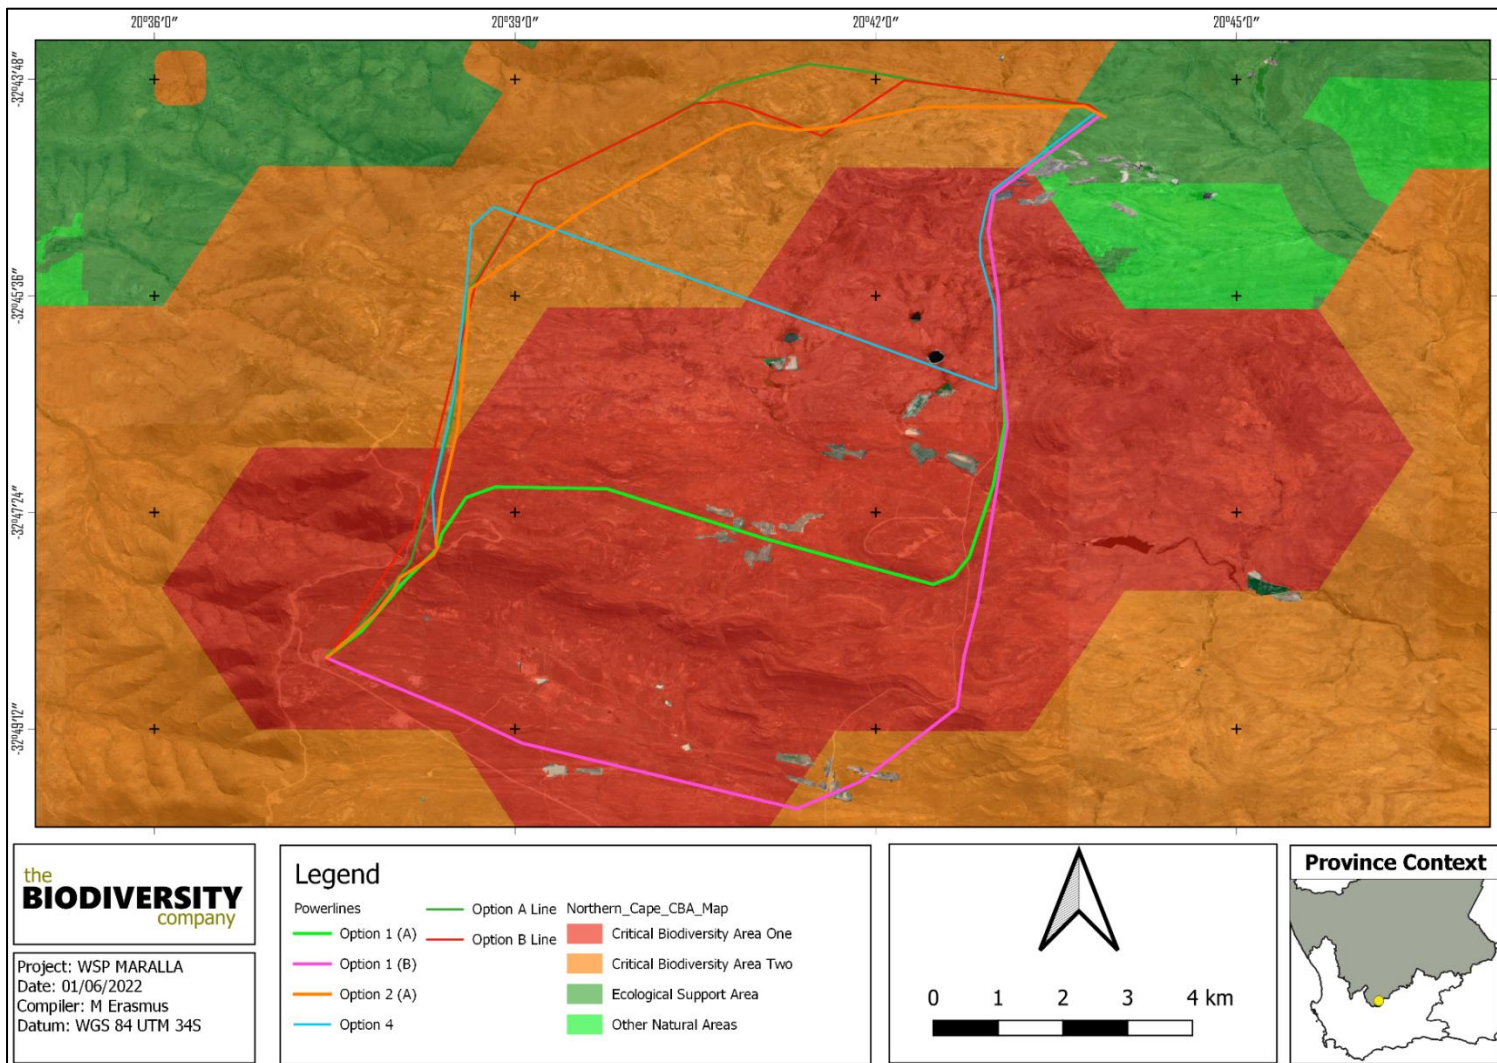 20°36′0″ 20°39′0″ 20°42′0″ 20°45′0″
-32°43′48″
-32°45′36″
-32°47′24″
-32°49′12″
the
BIODIVERSITY
company
Project: WSP MARALLA
Date: 01/06/2022
Compiler: M Erasmus
Datum: WGS 84 UTM 34S
Legend
Powerlines
Option 1 (A)
Option 1 (B)
Option 2 (A)
Option 4
Option A Line
Option B Line
Northern_Cape_CBA_Map
Critical Biodiversity Area One
Critical Biodiversity Area Two
Ecological Support Area
Other Natural Areas
0 1 2 3 4 km
Province Context